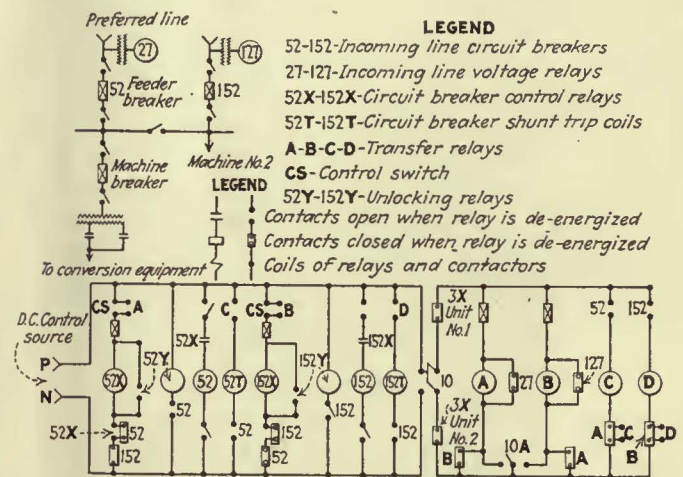 Preferred line
27
127
52 Feeder breaker
152
Machine breaker
Machine No.2
To conversion equipment
LEGEND
52-152-Incoming line circuit breakers
27-127-Incoming line voltage relays
52X-152X-Circuit breaker control relays
52T-152T-Circuit breaker shunt trip coils
A-B-C-D-Transfer relays
CS-Control switch
52Y-152Y-Unlocking relays
LEGEND
Contacts open when relay is de-energized
Contacts closed when relay is de-energized
Coils of relays and contactors
D.C. Control source
P
N
CS A
C
CS B
D
52X
152X
52X
52Y
52
52T
152X
152Y
152
152T
52X
52
52
52
52
152
152
152
152
152
52
10
3X Unit No.1
3X Unit No.2
A
27
B
127
52
152
C
D
B
10A
A
A C
B D